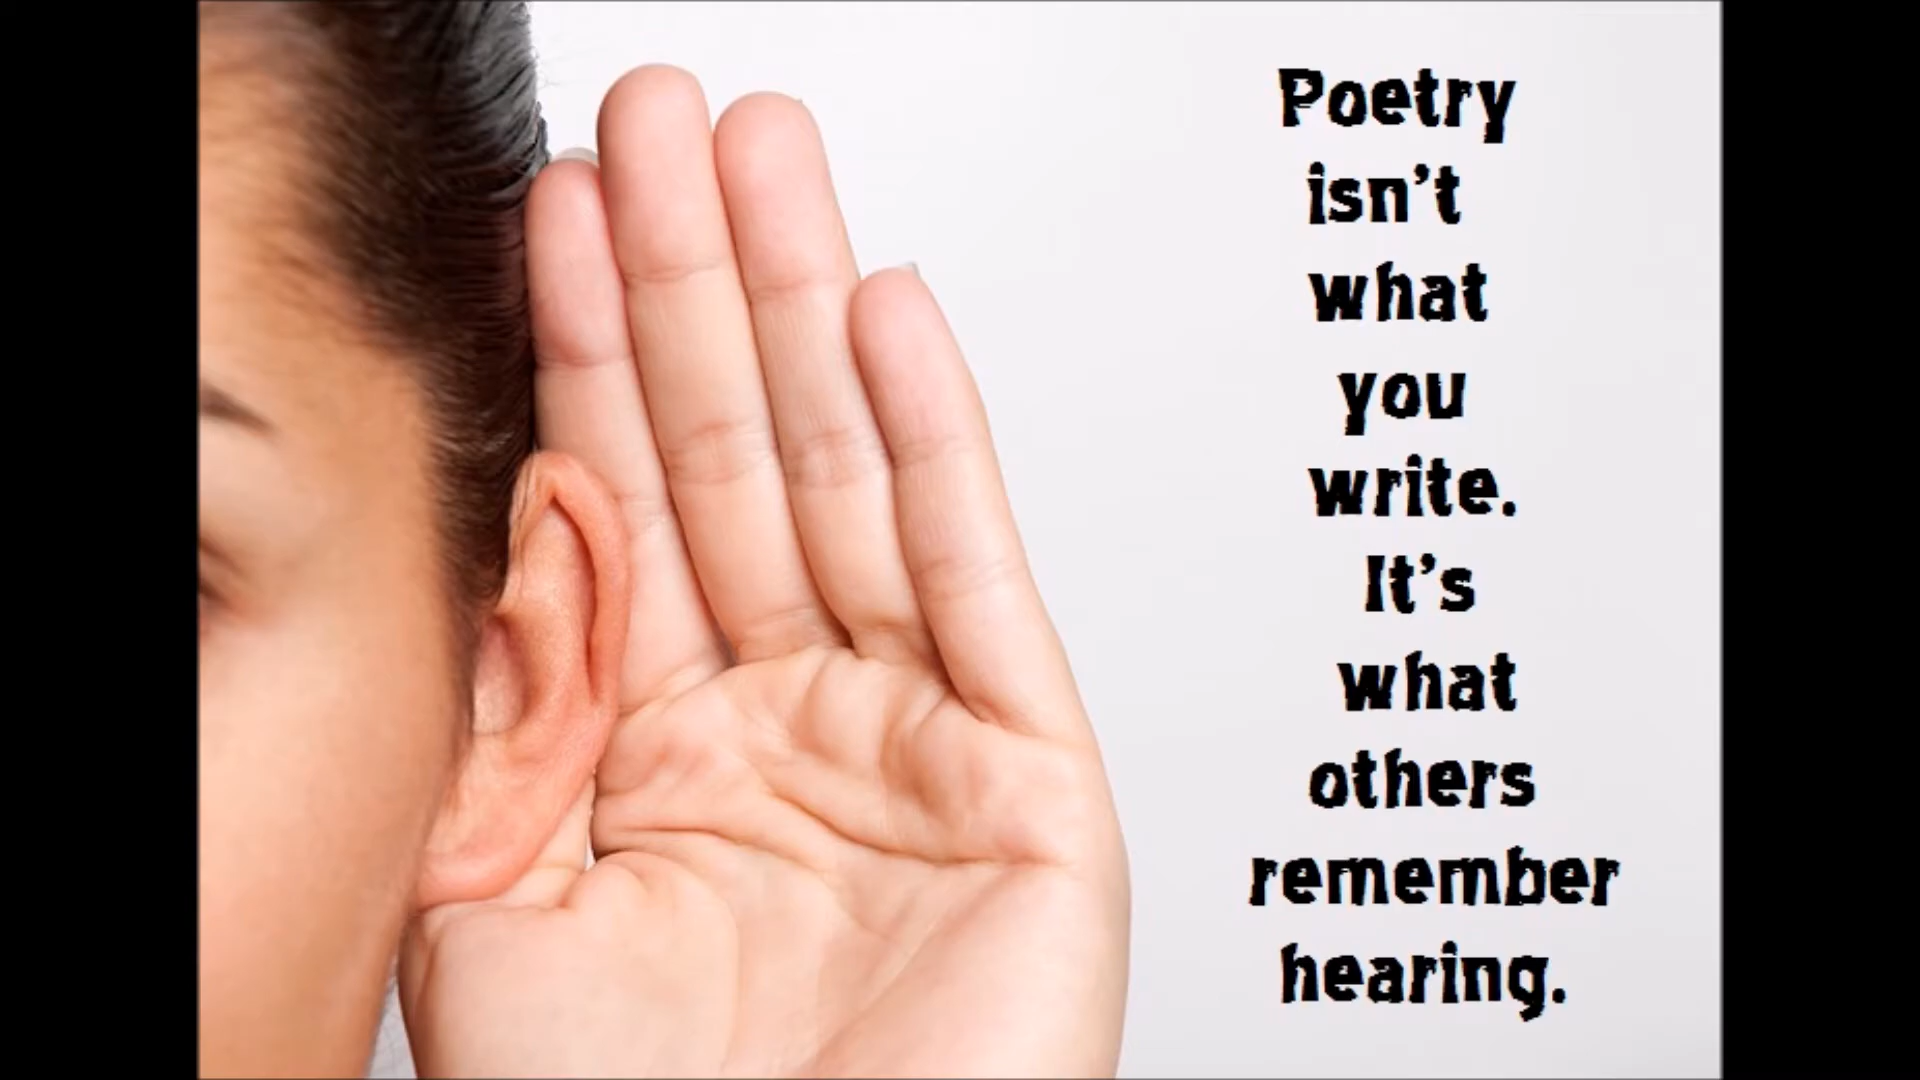 Poetry
isn't
what
you
write.
It's
what
others
remember
hearing.